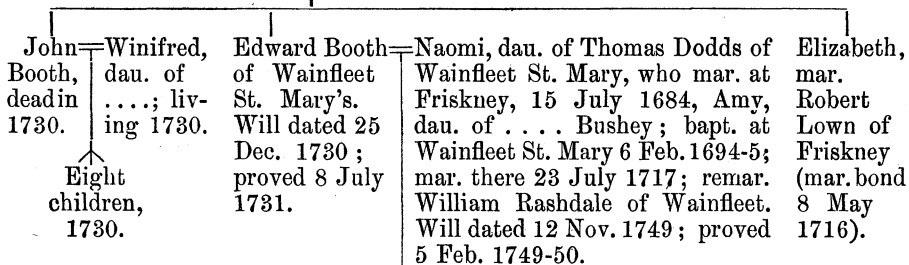 John=Winifred,
Booth, dau. of
dead in ....; liv-
1730. ing 1730.
Eight
children,
1730.
Edward Booth=
of Wainfleet
St. Mary's.
Will dated 25
Dec. 1730 ;
proved 8 July
1731.
Naomi, dau. of Thomas Dodds of
Wainfleet St. Mary, who mar. at
Friskney, 15 July 1684, Amy,
dau. of .... Bushey ; bapt. at
Wainfleet St. Mary 6 Feb. 1694-5;
mar. there 23 July 1717; remar.
William Rashdale of Wainfleet.
Will dated 12 Nov. 1749 ; proved
5 Feb. 1749-50.
Elizabeth,
mar.
Robert
Lown of
Friskney
(mar. bond
8 May
1716).